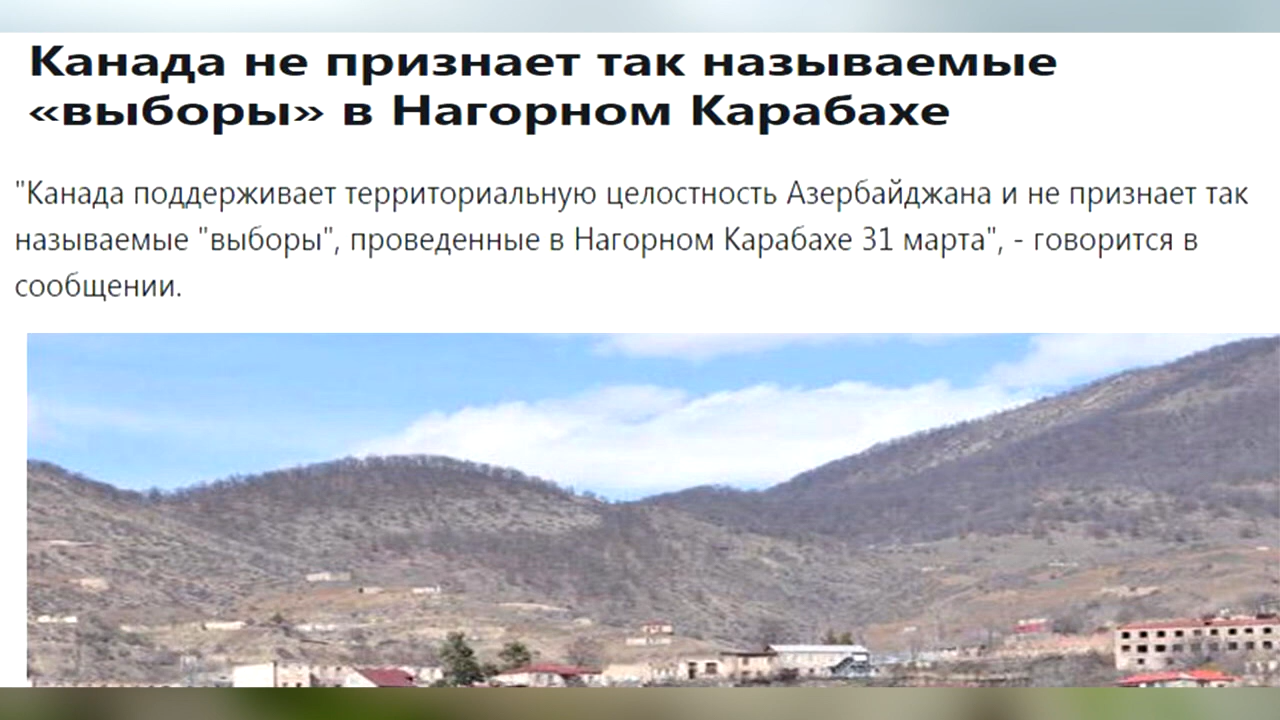 Канада не признает так называемые
«выборы» в Нагорном Карабахе
"Канада поддерживает территориальную целостность Азербайджана и не признает так
называемые "выборы", проведенные в Нагорном Карабахе 31 марта", - говорится в
сообщении.